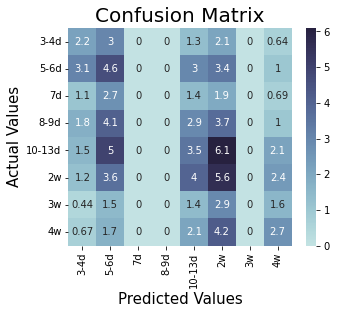 Confusion Matrix
Actual Values
3-4d 2.2 3 0 0 1.3 2.1 0 0.64
5-6d 3.1 4.6 0 0 3 3.4 0 1
7d 1.1 2.7 0 0 1.4 1.9 0 0.69
8-9d 1.8 4.1 0 0 2.9 3.7 0 1
10-13d 1.5 5 0 0 3.5 6.1 0 2.1
2w 1.2 3.6 0 0 4 5.6 0 2.4
3w 0.44 1.5 0 0 1.4 2.9 0 1.6
4w 0.67 1.7 0 0 2.1 4.2 0 2.7
3-4d 5-6d 7d 8-9d 10-13d 2w 3w 4w
Predicted Values
6
5
4
3
2
1
0